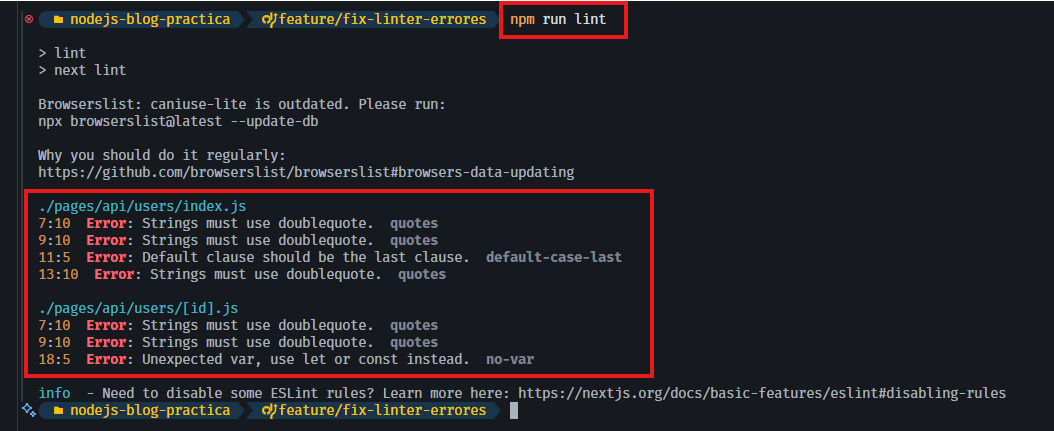 nodejs-blog-practica feature/fix-linter-errores npm run lint
> lint
> next lint
Browserslist: caniuse-lite is outdated. Please run:
npx browserslist@latest --update-db
Why you should do it regularly:
https://github.com/browserslist/browserslist#browsers-data-updating
./pages/api/users/index.js
7:10 Error: Strings must use doublequote. quotes
9:10 Error: Strings must use doublequote. quotes
11:5 Error: Default clause should be the last clause. default-case-last
13:10 Error: Strings must use doublequote. quotes
./pages/api/users/[id].js
7:10 Error: Strings must use doublequote. quotes
9:10 Error: Strings must use doublequote. quotes
18:5 Error: Unexpected var, use let or const instead. no-var
info - Need to disable some ESLint rules? Learn more here: https://nextjs.org/docs/basic-features/eslint#disabling-rules
nodejs-blog-practica feature/fix-linter-errores